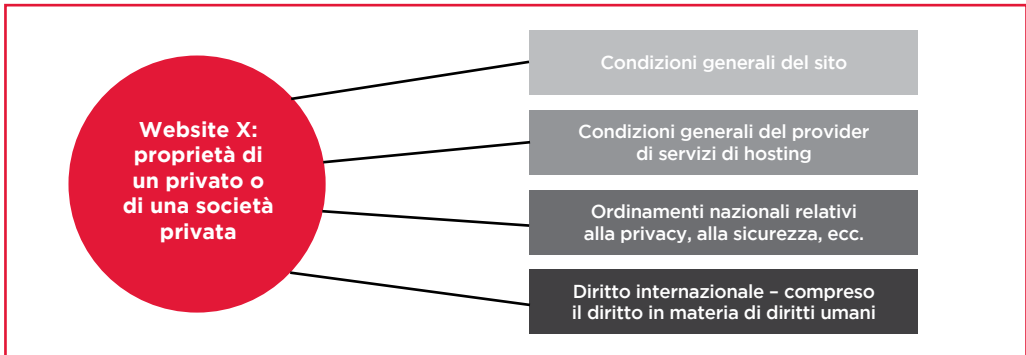 Website X:
proprietà di
un privato o
di una società
privata
Condizioni generali del sito
Condizioni generali del provider
di servizi di hosting
Ordinamenti nazionali relativi
alla privacy, alla sicurezza, ecc.
Diritto internazionale – compreso
il diritto in materia di diritti umani